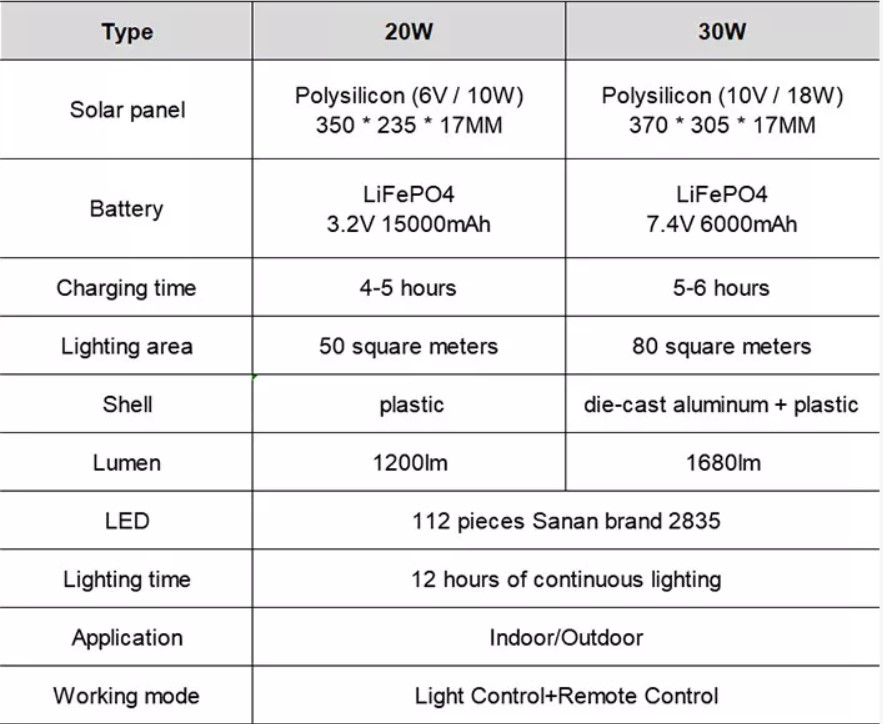 Type 20W 30W
Solar panel
Polysilicon (6V / 10W)
350 * 235 * 17MM
Polysilicon (10V / 18W)
370 * 305 * 17MM
Battery
LiFePO4
3.2V 15000mAh
LiFePO4
7.4V 6000mAh
Charging time 4-5 hours 5-6 hours
Lighting area 50 square meters 80 square meters
Shell plastic die-cast aluminum + plastic
Lumen 1200lm 1680lm
LED 112 pieces Sanan brand 2835
Lighting time 12 hours of continuous lighting
Application Indoor/Outdoor
Working mode Light Control+Remote Control